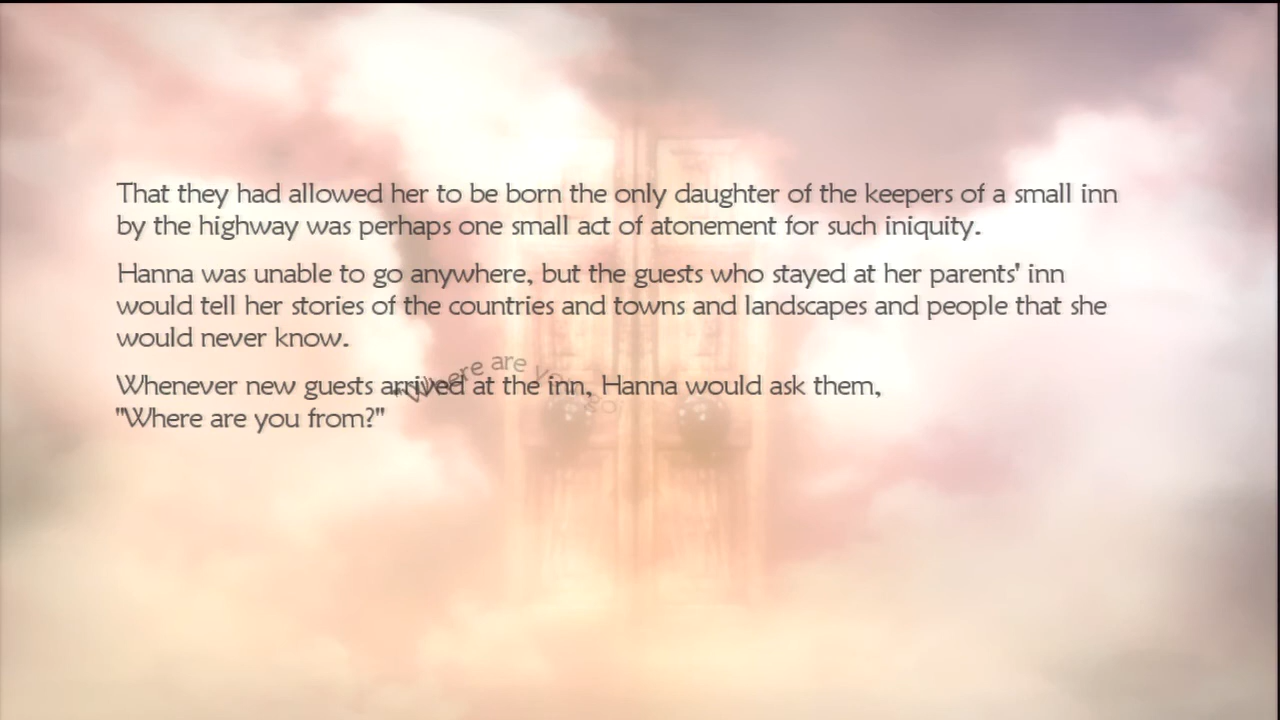 That they had allowed her to be born the only daughter of the keepers of a small inn
by the highway was perhaps one small act of atonement for such iniquity.
Hanna was unable to go anywhere, but the guests who stayed at her parents' inn
would tell her stories of the countries and towns and landscapes and people that she
would never know.
Whenever new guests arrived at the inn, Hanna would ask them,
"Where are you from?"
"Where are you go